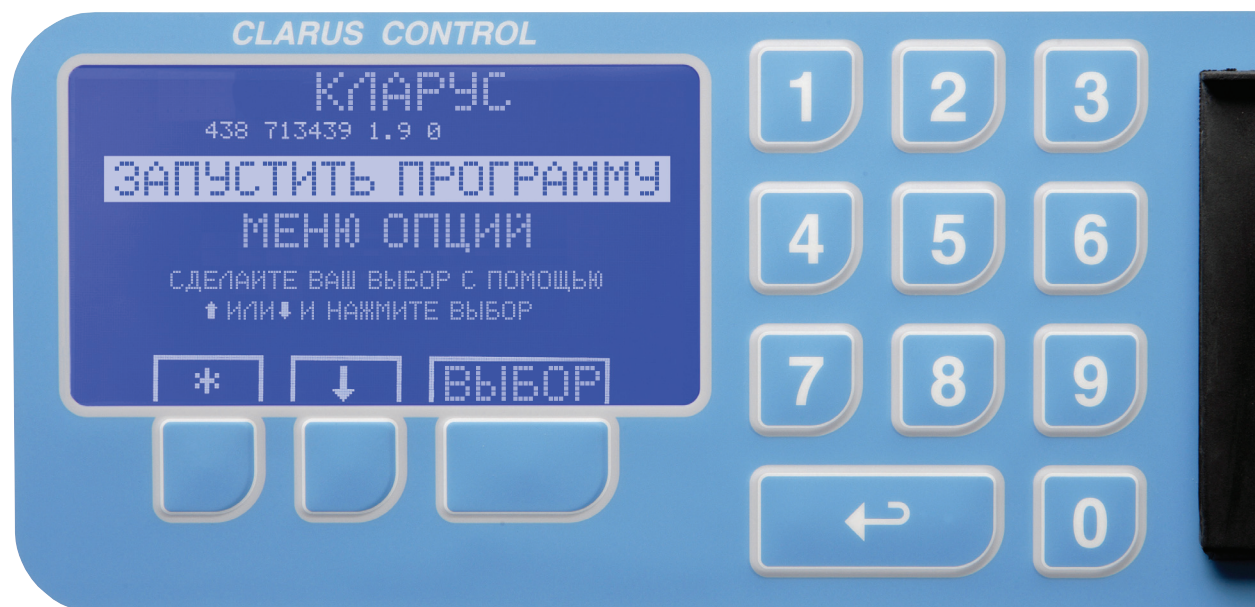 CLARUS CONTROL
КЛАРУС
438 713439 1.9 0
ЗАПУСТИТЬ ПРОГРАММУ
МЕНЮ ОПЦИЙ
СДЕЛАЙТЕ ВАШ ВЫБОР С ПОМОЩЬЮ
⬆ ИЛИ ⬇ И НАЖМИТЕ ВЫБОР
* ↓ ВЫБОР
1 2 3
4 5 6
7 8 9
↵ 0